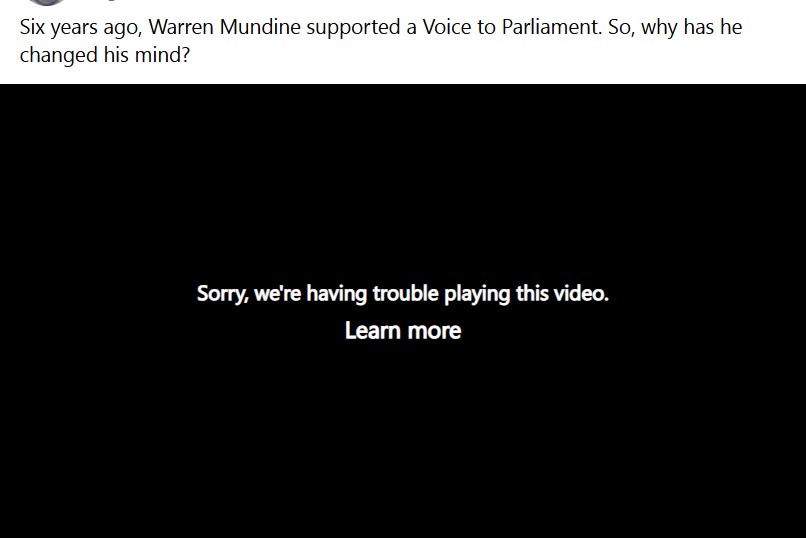 Six years ago, Warren Mundine supported a Voice to Parliament. So, why has he
changed his mind?
Sorry, we're having trouble playing this video.
Learn more